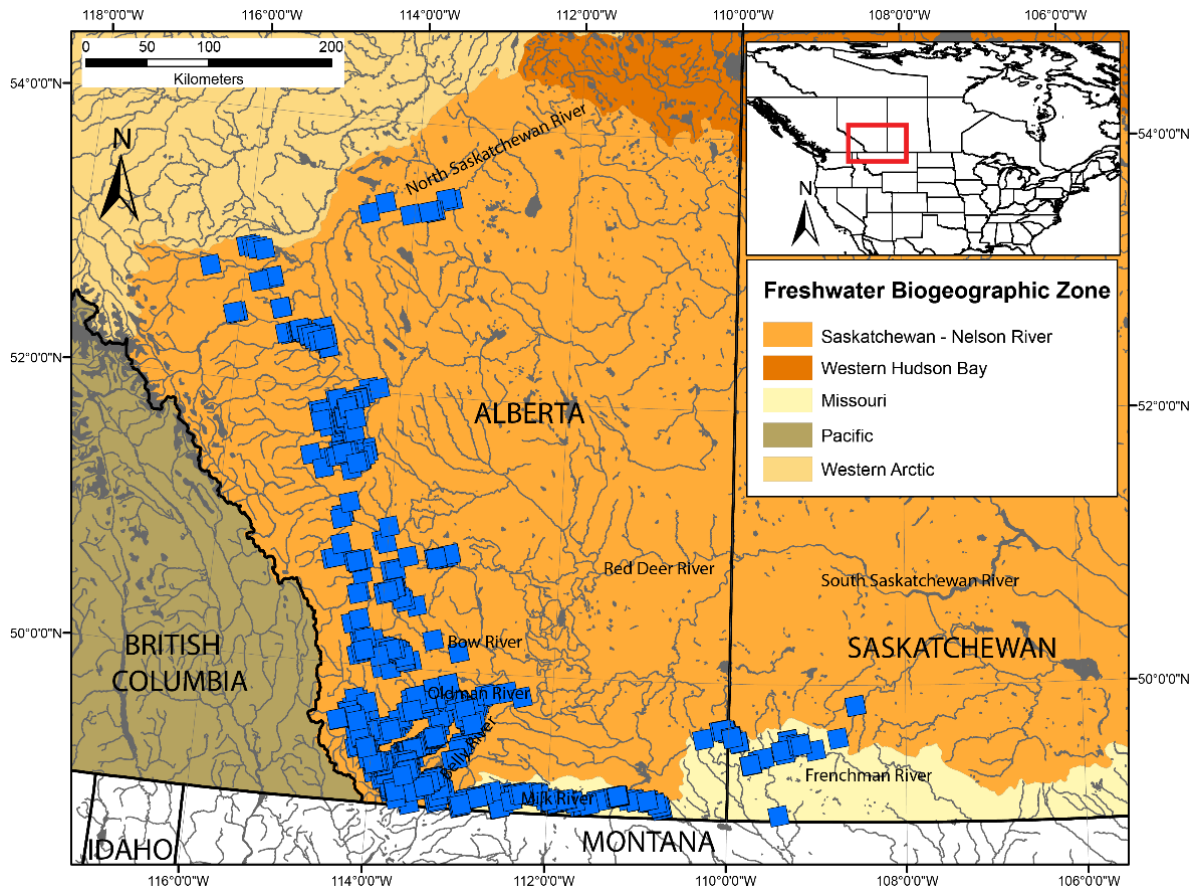 118°0'0"W
116°0'0"W
114°0'0"W
112°0'0"W
110°0'0"W
108°0'0"W
106°0'0"W
0 50 100 200
Kilometers
54°0'0"N
54°0'0"N
N
N
North Saskatchewan River
Freshwater Biogeographic Zone
Saskatchewan - Nelson River
Western Hudson Bay
Missouri
Pacific
Western Arctic
52°0'0"N
52°0'0"N
ALBERTA
Red Deer River
South Saskatchewan River
50°0'0"N
50°0'0"N
BRITISH
COLUMBIA
Bow River
SASKATCHEWAN
Oldman River
Belly River
Frenchman River
Milk River
MONTANA
IDAHO
116°0'0"W
114°0'0"W
112°0'0"W
110°0'0"W
108°0'0"W
106°0'0"W